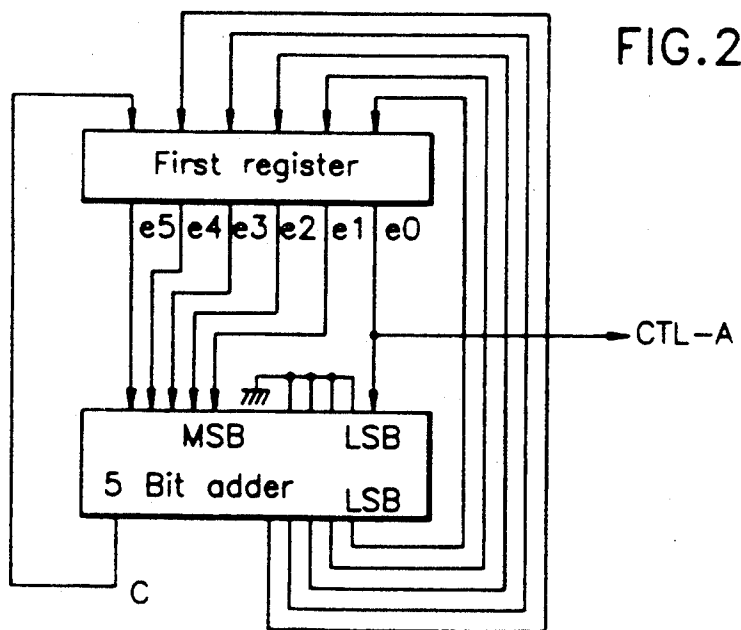 FIG.2
First register
e5 e4 e3 e2 e1 e0
CTL-A
MSB LSB
5 Bit adder LSB
C